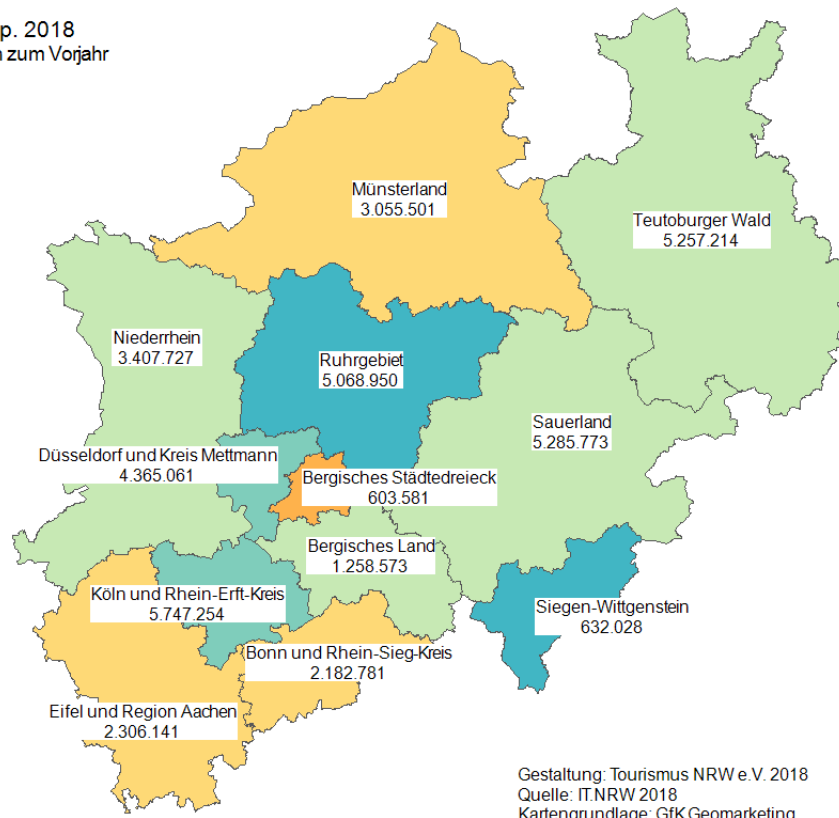 p. 2018
zum Vorjahr
Münsterland
3.055.501
Teutoburger Wald
5.257.214
Niederrhein
3.407.727
Ruhrgebiet
5.068.950
Sauerland
5.285.773
Düsseldorf und Kreis Mettmann
4.365.061
Bergisches Städtedreieck
603.581
Bergisches Land
1.258.573
Köln und Rhein-Erft-Kreis
5.747.254
Siegen-Wittgenstein
632.028
Bonn und Rhein-Sieg-Kreis
2.182.781
Eifel und Region Aachen
2.306.141
Gestaltung: Tourismus NRW e.V. 2018
Quelle: IT.NRW 2018
Kartengrundlage: GfK Geomarketing